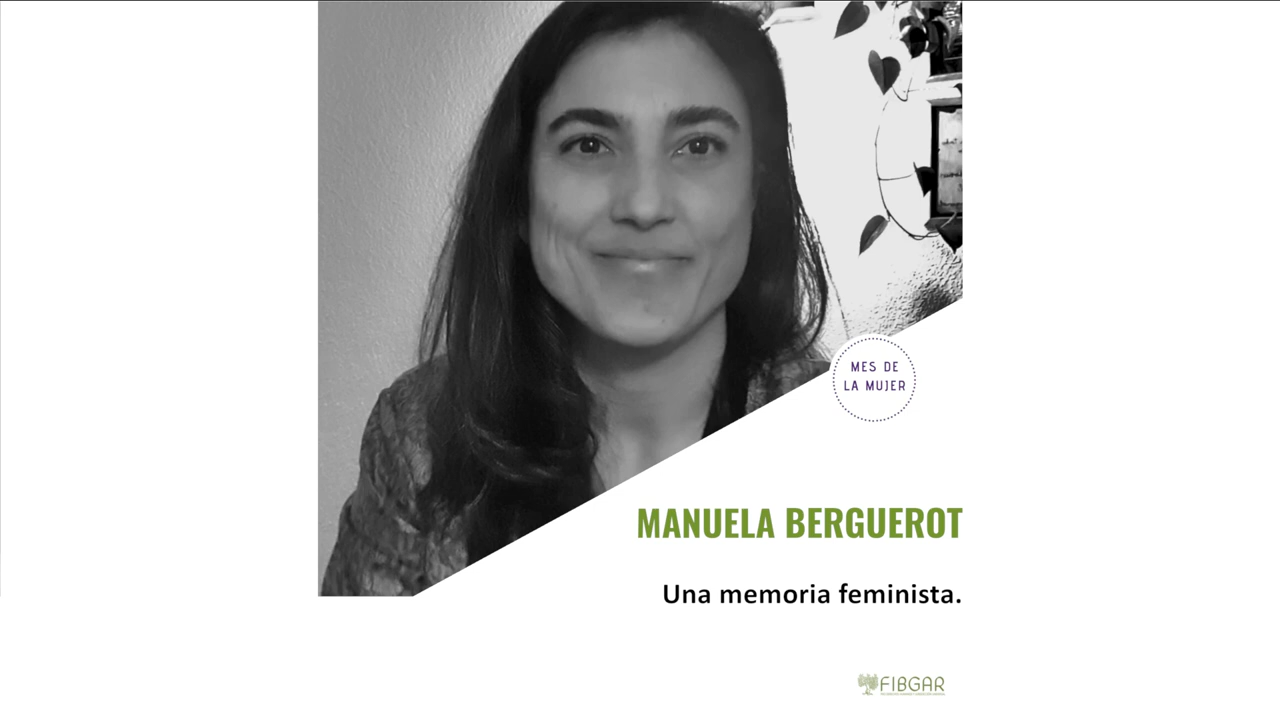 MES DE
LA MUJER
MANUELA BERGUEROT
Una memoria feminista.
FIBGAR